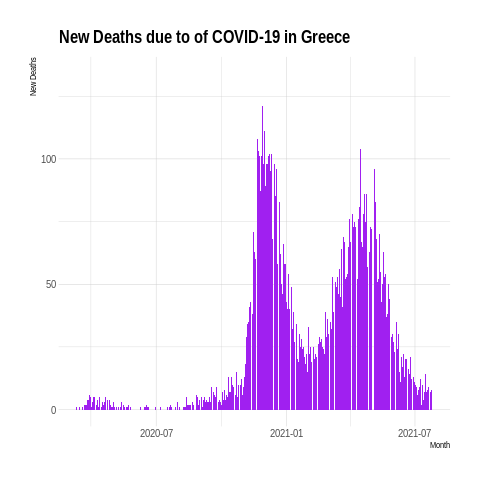 New Deaths due to of COVID-19 in Greece
New Deaths
100
50
0
2020-07
2021-01
2021-07
Month